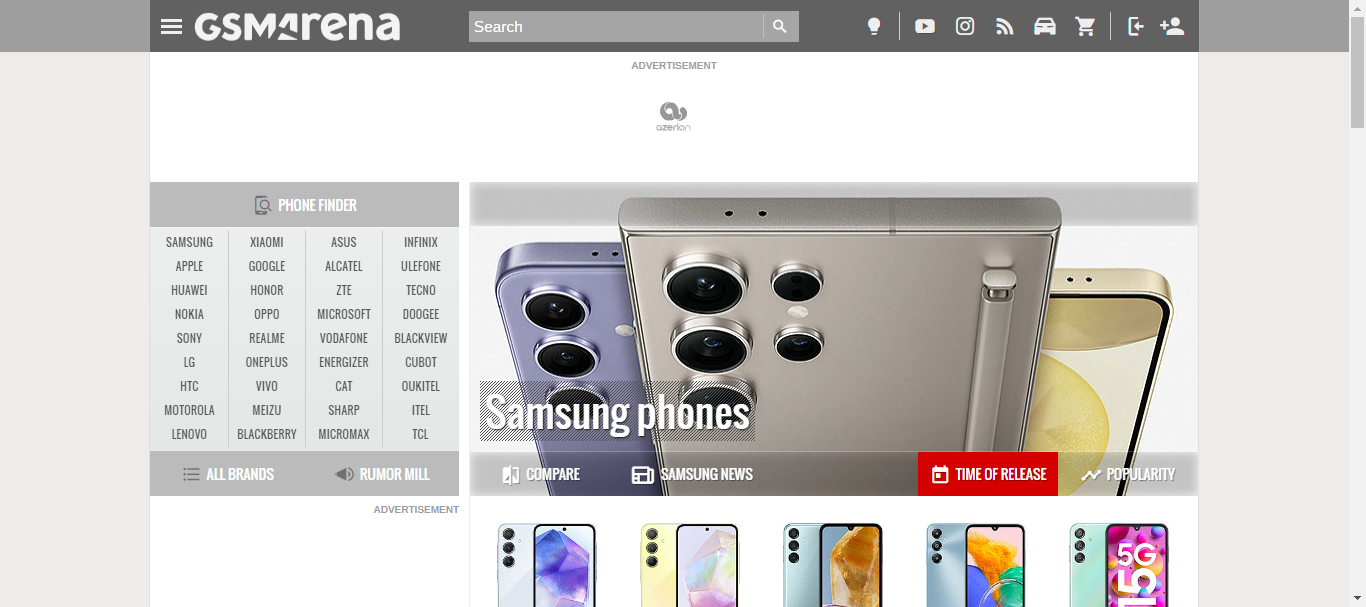 GSMArena
Search
ADVERTISEMENT
azerion
PHONE FINDER
SAMSUNG XIAOMI ASUS INFINIX
APPLE GOOGLE ALCATEL ULEFONE
HUAWEI HONOR ZTE TECNO
NOKIA OPPO MICROSOFT DOOGEE
SONY REALME VODAFONE BLACKVIEW
LG ONEPLUS ENERGIZER CUBOT
HTC VIVO CAT OUKITEL
MOTOROLA MEIZU SHARP ITEL
LENOVO BLACKBERRY MICROMAX TCL
ALL BRANDS RUMOR MILL
Samsung phones
COMPARE SAMSUNG NEWS TIME OF RELEASE POPULARITY
ADVERTISEMENT
5G
15